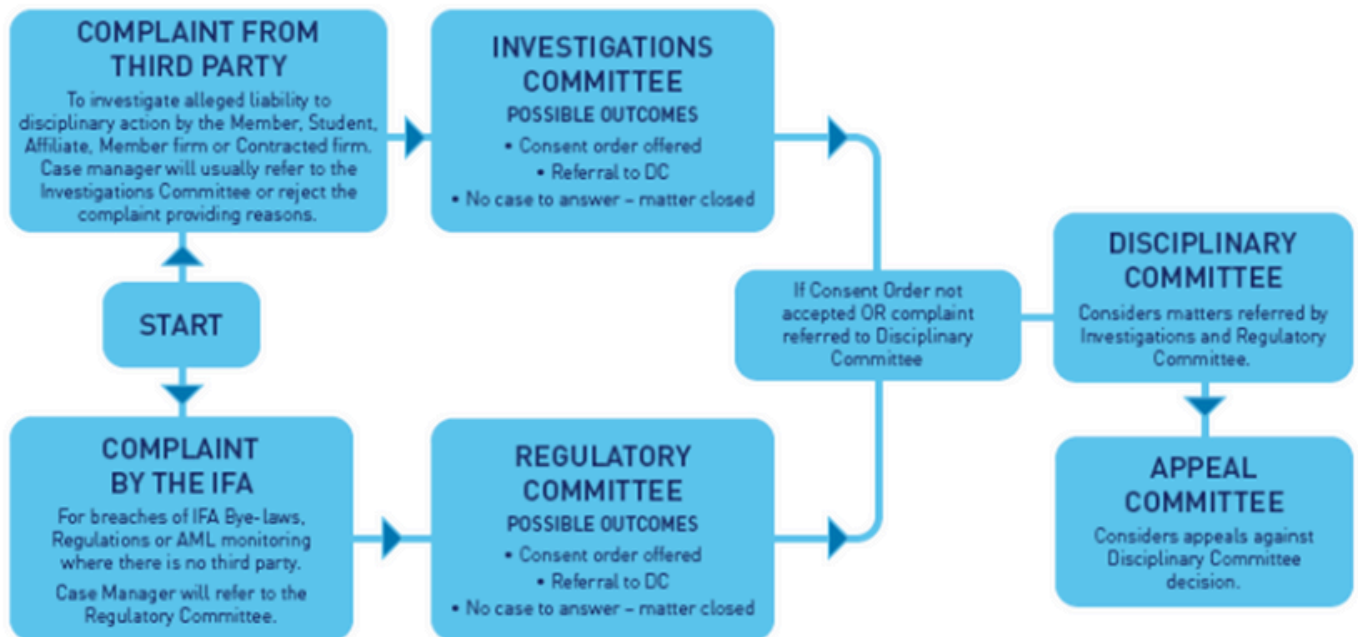 COMPLAINT FROM
THIRD PARTY
To investigate alleged liability to
disciplinary action by the Member, Student,
Affiliate, Member firm or Contracted firm.
Case manager will usually refer to the
Investigations Committee or reject the
complaint providing reasons.
INVESTIGATIONS
COMMITTEE
POSSIBLE OUTCOMES
• Consent order offered
• Referral to DC
• No case to answer – matter closed
START
COMPLAINT
BY THE IFA
For breaches of IFA Bye-laws,
Regulations or AML monitoring
where there is no third party.
Case Manager will refer to the
Regulatory Committee.
REGULATORY
COMMITTEE
POSSIBLE OUTCOMES
• Consent order offered
• Referral to DC
• No case to answer – matter closed
If Consent Order not
accepted OR complaint
referred to Disciplinary
Committee
DISCIPLINARY
COMMITTEE
Considers matters referred by
Investigations and Regulatory
Committee.
APPEAL
COMMITTEE
Considers appeals against
Disciplinary Committee
decision.